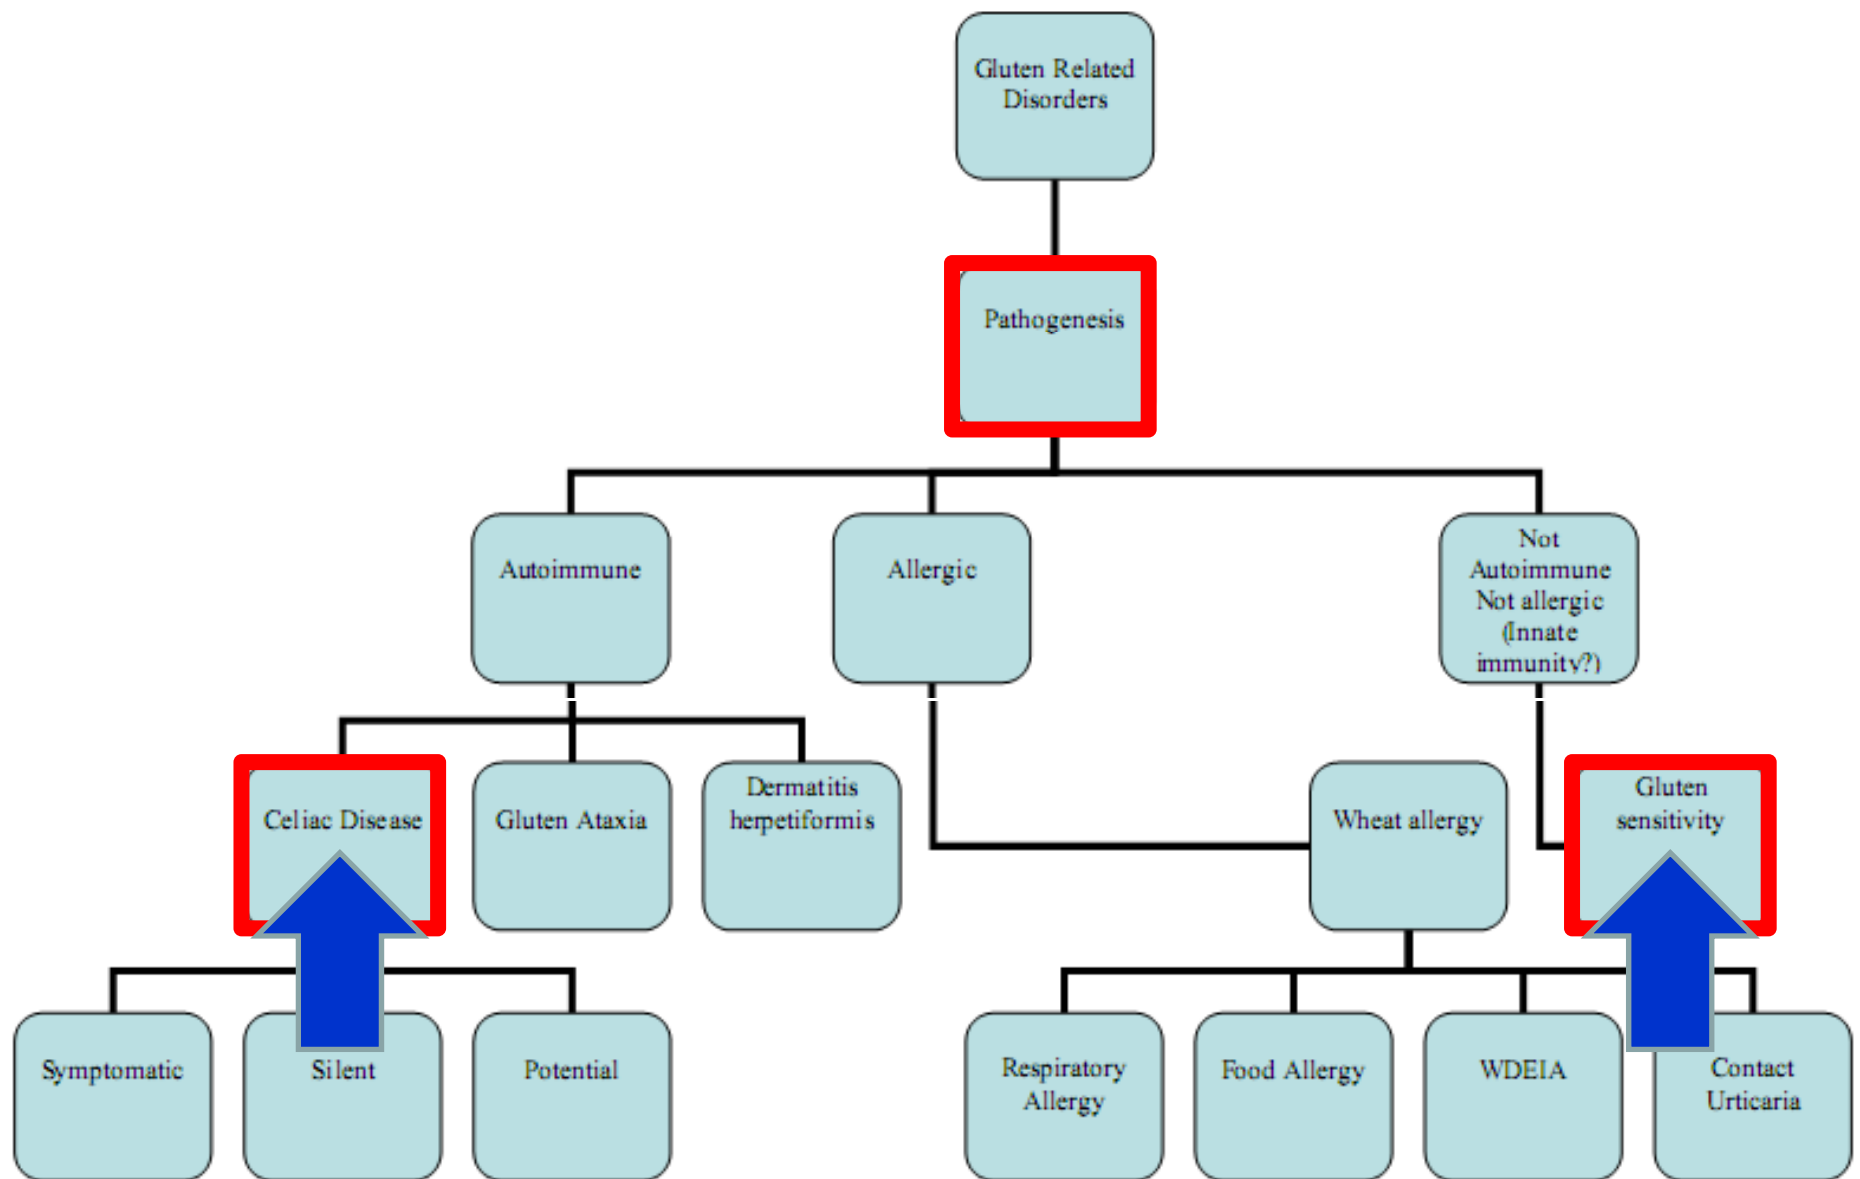 Gluten Related
Disorders
Pathogenesis
Autoimmune
Allergic
Not
Autoimmune
Not allergic
(Innate
immunity?)
Celiac Disease
Gluten Ataxia
Dermatitis
herpetiformis
Wheat allergy
Gluten
sensitivity
Symptomatic
Silent
Potential
Respiratory
Allergy
Food Allergy
WDEIA
Contact
Urticaria